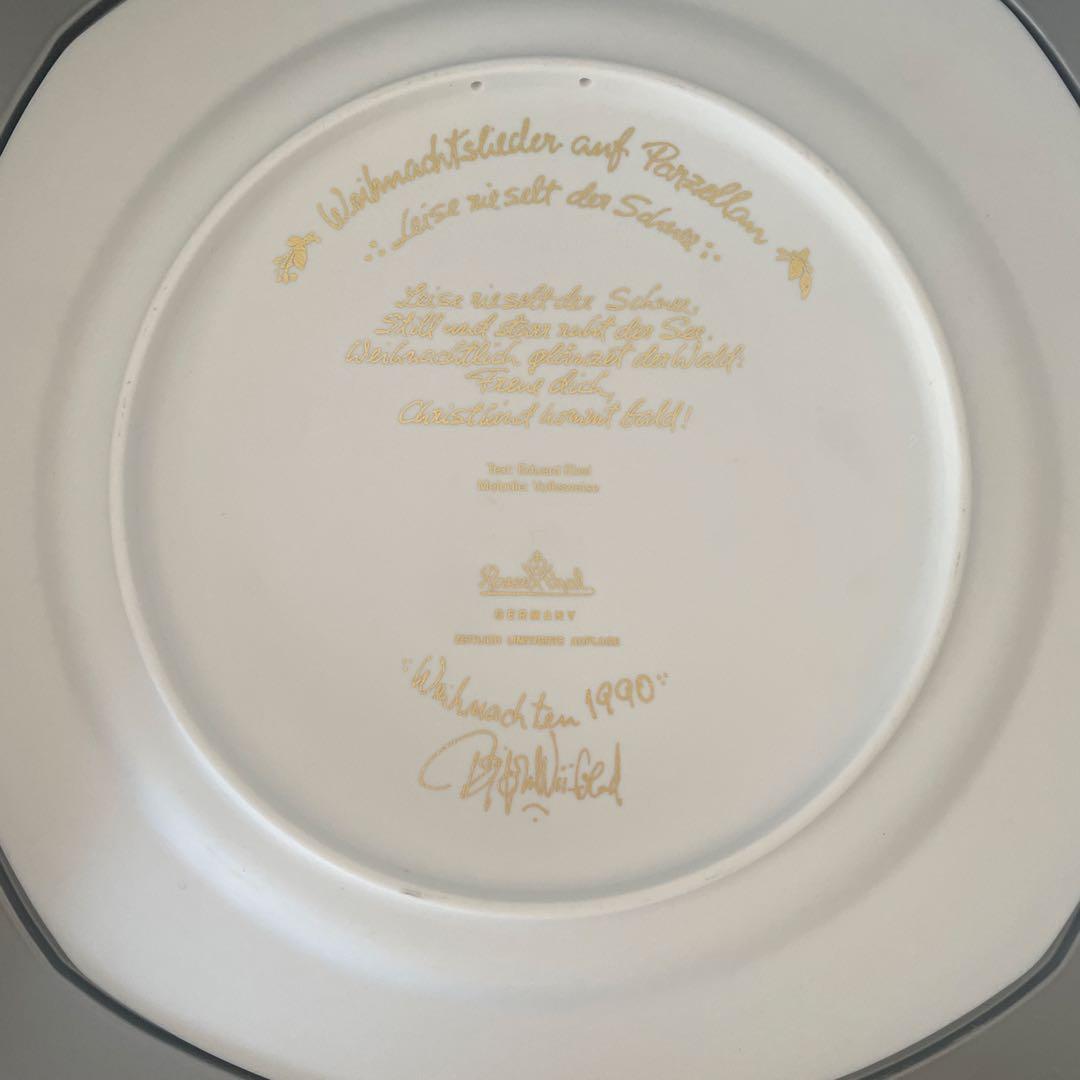 Weihnachtslieder auf Porzellan
Leise rieselt der Schnee
Leise rieselt der Schnee,
Still und starr ruht der See.
Weihnachtlich glänzet der Wald:
Freue dich,
Christkind kommt bald!
Text: Eduard Ebel
Melodie: Volksweise
Rosenthal
GERMANY
ZEITLICH LIMITIERTE AUFLAGE
"Weihnachten 1990"
Björn Wiinblad